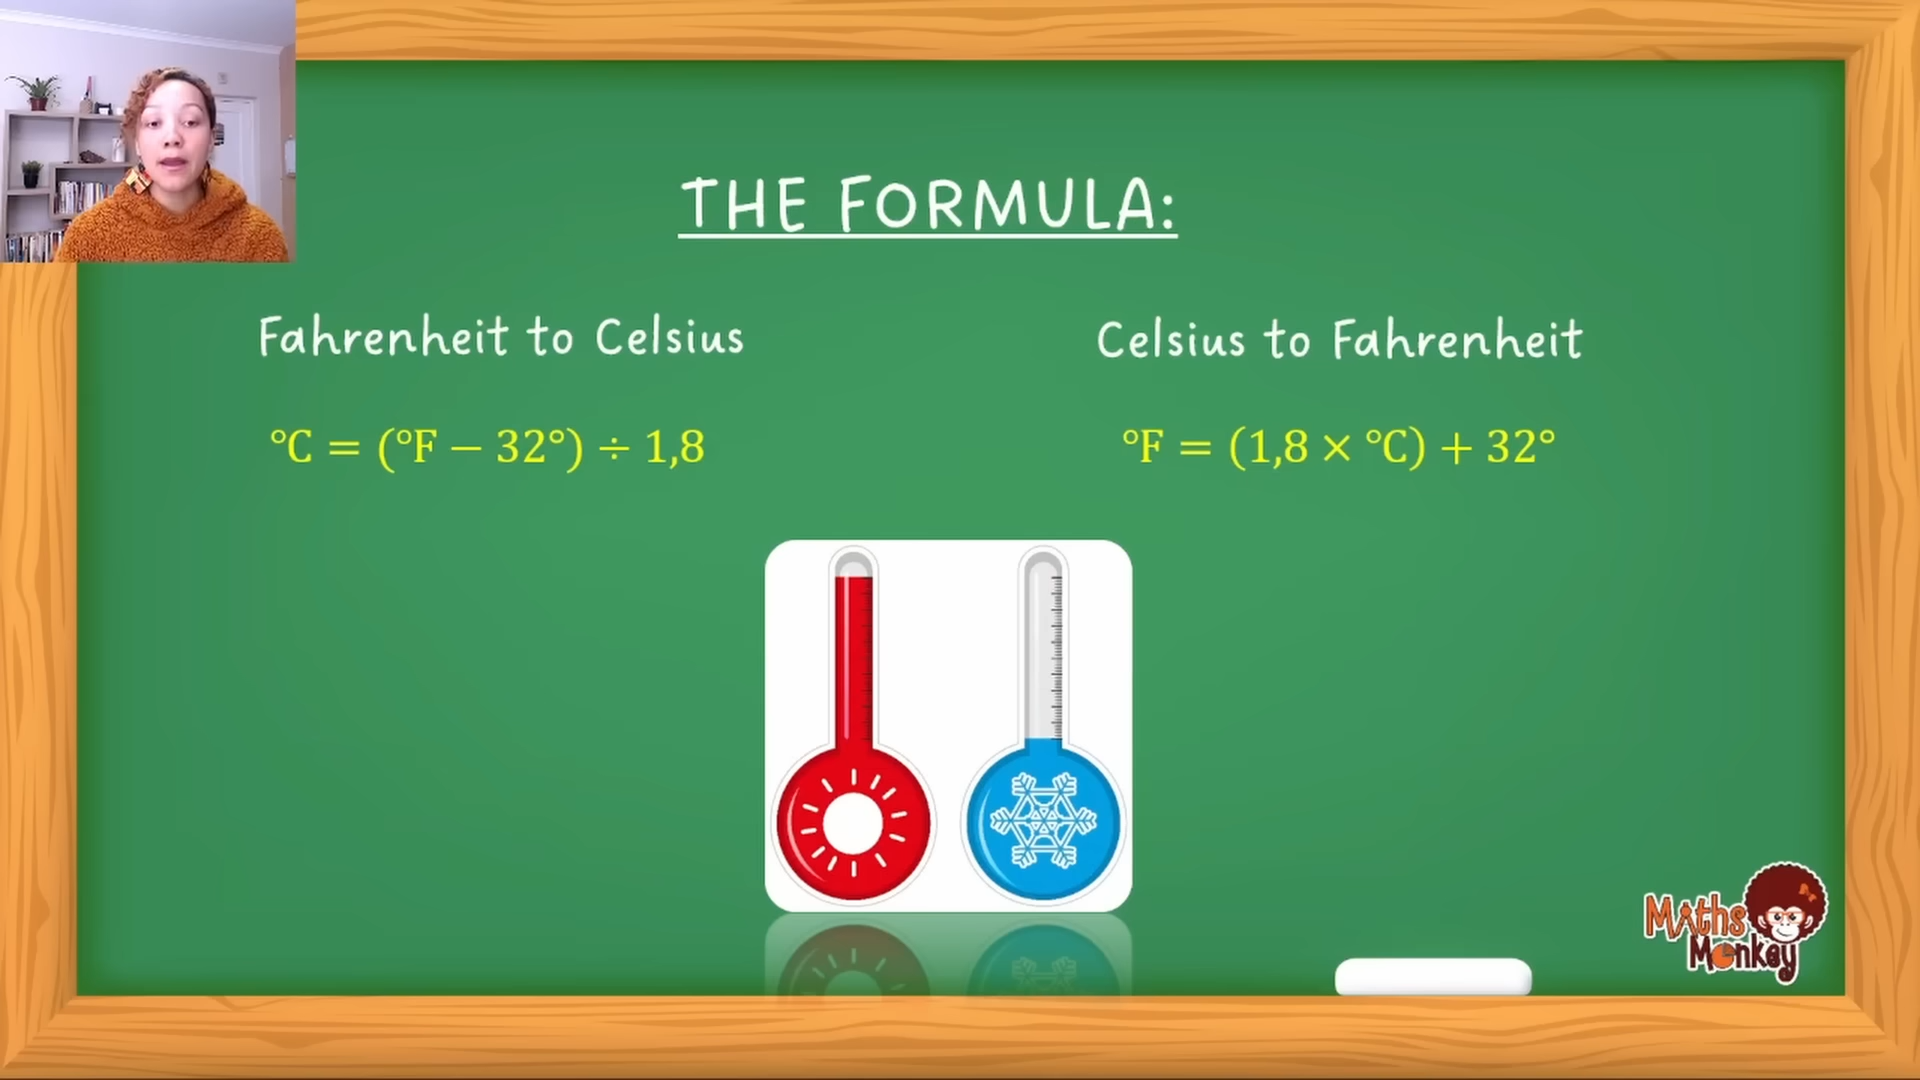 THE FORMULA:
Fahrenheit to Celsius
Celsius to Fahrenheit
°C = (°F − 32°) ÷ 1,8
°F = (1,8 × °C) + 32°
Maths
Monkey